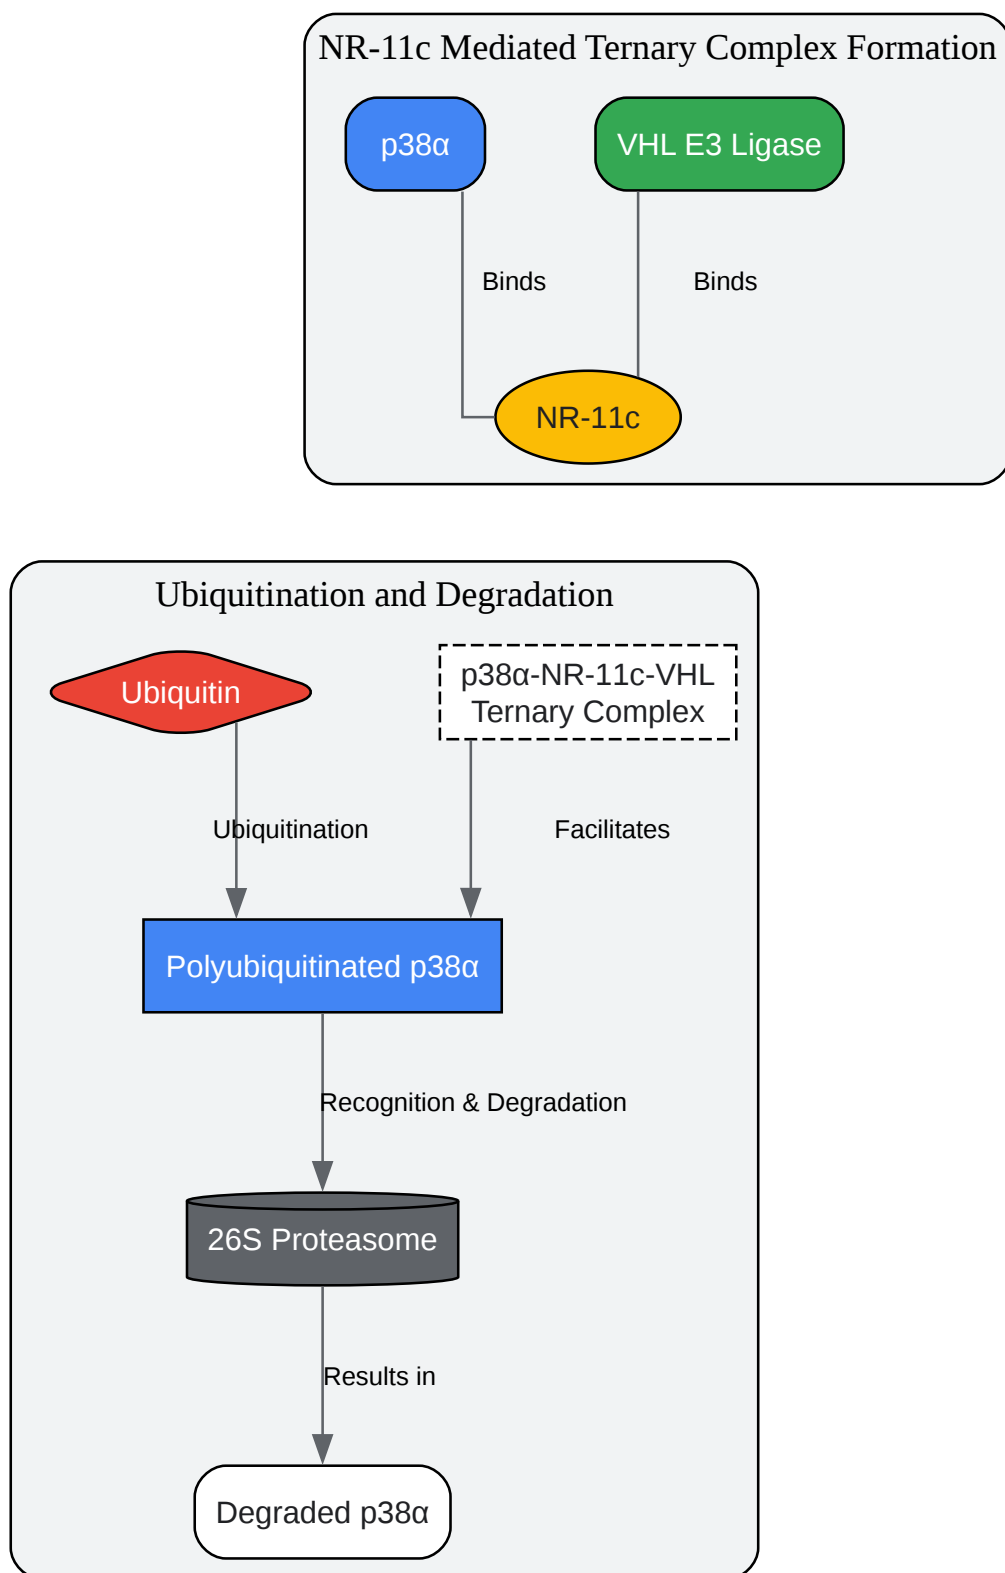 NR-11c Mediated Ternary Complex Formation
p38α
VHL E3 Ligase
Binds
Binds
NR-11c
Ubiquitination and Degradation
Ubiquitin
p38α-NR-11c-VHL
Ternary Complex
Ubiquitination
Facilitates
Polyubiquitinated p38α
Recognition & Degradation
26S Proteasome
Results in
Degraded p38α